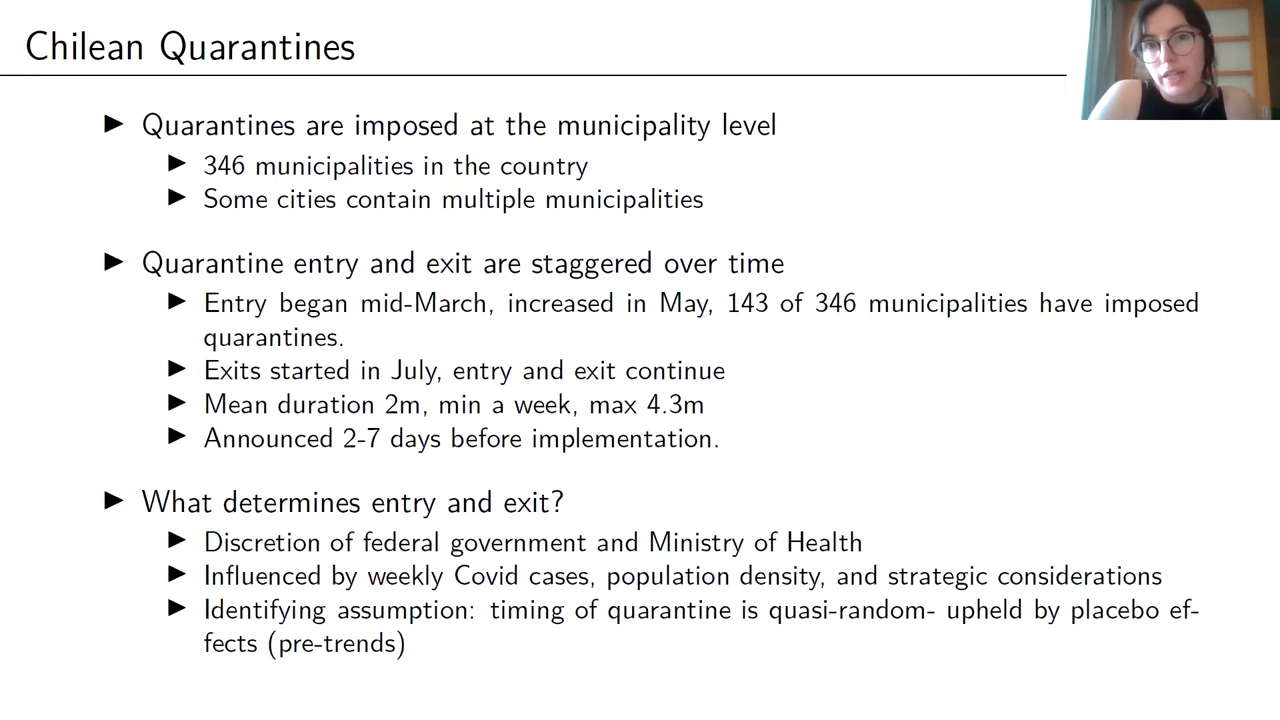 Chilean Quarantines
▶ Quarantines are imposed at the municipality level
▶ 346 municipalities in the country
▶ Some cities contain multiple municipalities
▶ Quarantine entry and exit are staggered over time
▶ Entry began mid-March, increased in May, 143 of 346 municipalities have imposed
quarantines.
▶ Exits started in July, entry and exit continue
▶ Mean duration 2m, min a week, max 4.3m
▶ Announced 2-7 days before implementation.
▶ What determines entry and exit?
▶ Discretion of federal government and Ministry of Health
▶ Influenced by weekly Covid cases, population density, and strategic considerations
▶ Identifying assumption: timing of quarantine is quasi-random- upheld by placebo ef-
fects (pre-trends)